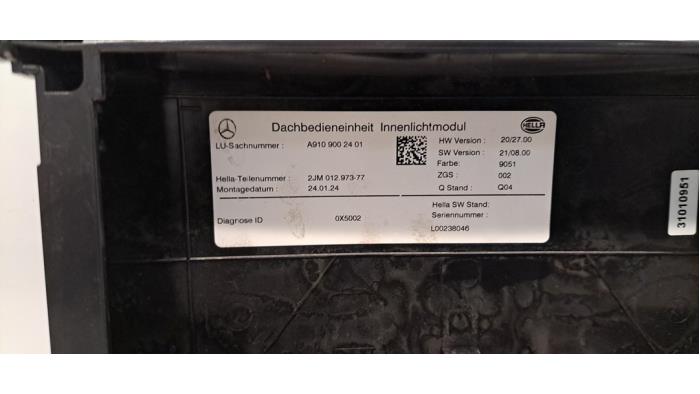 Dachbedieneinheit Innenlichtmodul
HELLA
LU-Sachnummer : A910 900 24 01
HW Version : 20/27.00
SW Version : 21/08.00
Farbe: 9051
Hella-Teilenummer : 2JM 012.973-77
ZGS : 002
Montagedatum : 24.01.24
Q Stand : Q04
Hella SW Stand:
Diagnose ID 0X5002
Seriennummer :
L00238046
31010951